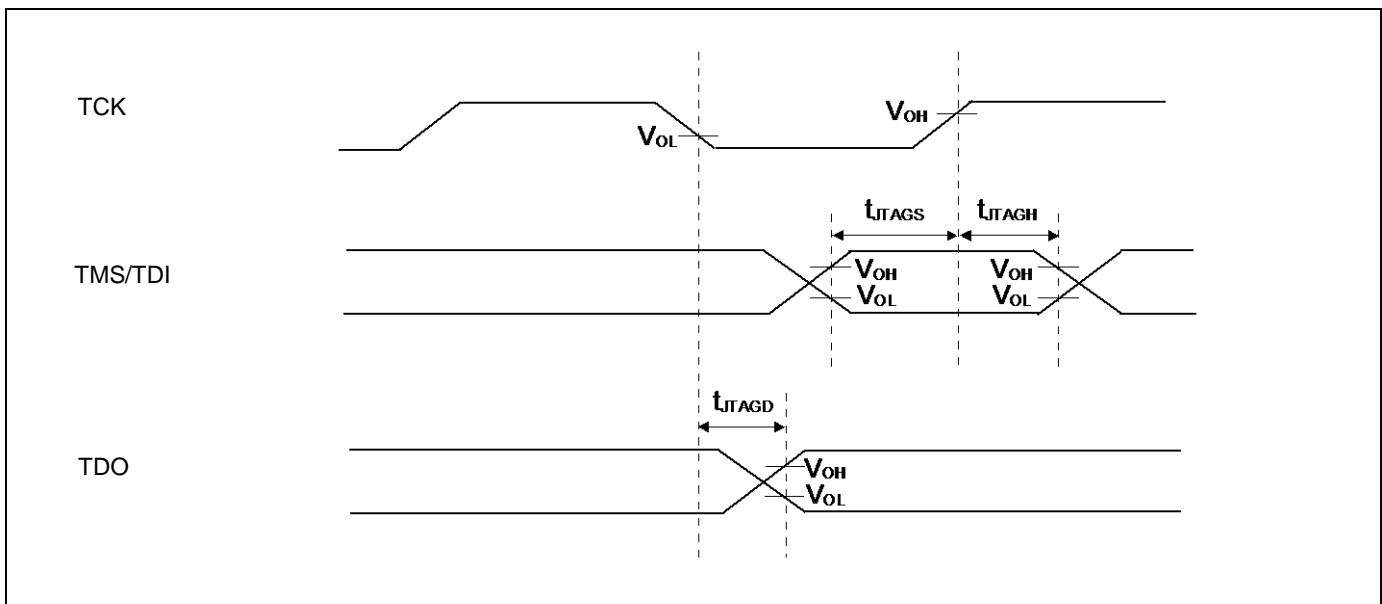 TCK
VOL
VOH
tJTAGS tJTAGH
TMS/TDI
VOH VOH
VOL VOL
tJTAGD
TDO
VOH
VOL